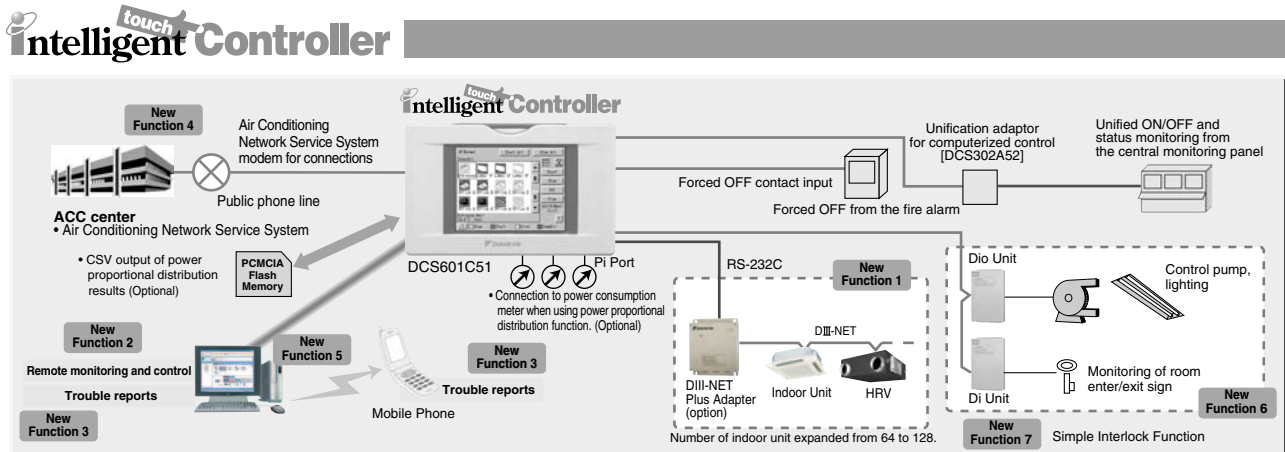 intelligent touch Controller
intelligent touch Controller
New
Function 4
Air Conditioning
Network Service System
modem for connections
Public phone line
ACC center
• Air Conditioning Network Service System
• CSV output of power
proportional distribution
results (Optional)
PCMCIA
Flash
Memory
DAIKIN
DCS601C51
Pi Port
• Connection to power consumption
meter when using power proportional
distribution function. (Optional)
Forced OFF contact input
Forced OFF from the fire alarm
Unification adaptor
for computerized control
[DCS302A52]
Unified ON/OFF and
status monitoring from
the central monitoring panel
New
Function 2
Remote monitoring and control
Trouble reports
New
Function 3
New
Function 5
Mobile Phone
New
Function 3
Trouble reports
RS-232C
New
Function 1
DIII-NET
DIII-NET
Plus Adapter
(option)
Indoor Unit
HRV
Number of indoor unit expanded from 64 to 128.
Dio Unit
Control pump,
lighting
Di Unit
Monitoring of room
enter/exit sign
New
Function 6
New
Function 7
Simple Interlock Function